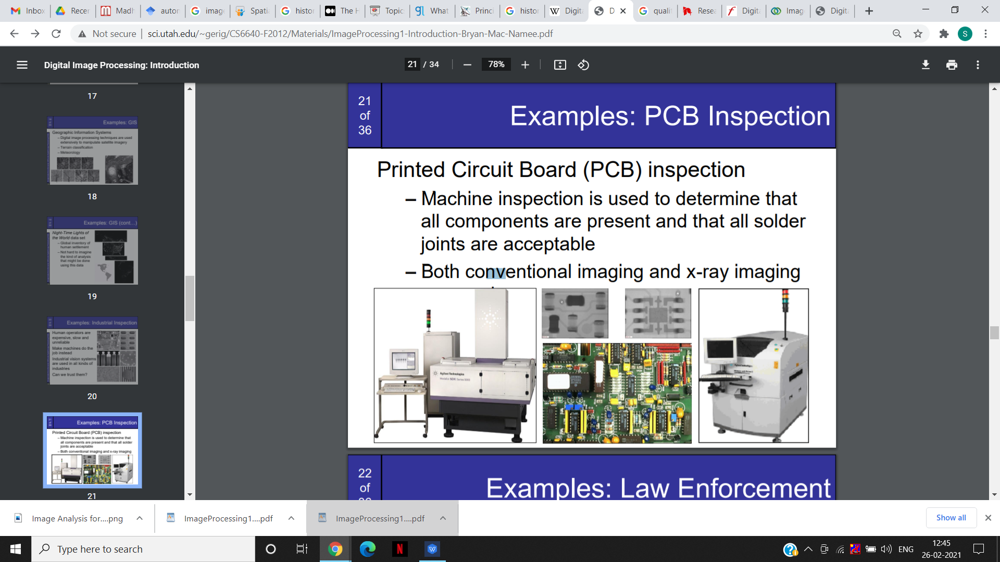 Inbox
Recen
Madh
auton
imag
Spati
histor
The H
Topic
What
Princi
histor
Digita
D
qualit
Resea
Digita
Imag
Digita
Not secure
sci.utah.edu/~gerig/CS6640-F2012/Materials/ImageProcessing1-Introduction-Bryan-Mac-Namee.pdf
S
Digital Image Processing: Introduction
21 / 34
78%
17
Examples: GIS
Geographic Information Systems
– Digital image processing techniques are used
extensively to manipulate satellite imagery
– Terrain classification
– Meteorology
18
Examples: GIS (cont...)
Night-Time Lights of
the World data set
– Global inventory of
human settlement
– Not hard to imagine
the kind of analysis
that might be done
using this data
19
Examples: Industrial Inspection
Human operators are
expensive, slow and
unreliable
Make machines do the
job instead
Industrial vision systems
are used in all kinds of
industries
Can we trust them?
20
Examples: PCB Inspection
Printed Circuit Board (PCB) inspection
– Machine inspection is used to determine that
all components are present and that all solder
joints are acceptable
– Both conventional imaging and x-ray imaging
21
21
of
36
Examples: PCB Inspection
Printed Circuit Board (PCB) inspection
– Machine inspection is used to determine that
all components are present and that all solder
joints are acceptable
– Both conventional imaging and x-ray imaging
Agilent Technologies
22
of
Examples: Law Enforcement
Image Analysis for....png
ImageProcessing1....pdf
ImageProcessing1....pdf
Show all
Type here to search
ENG
12:45
26-02-2021